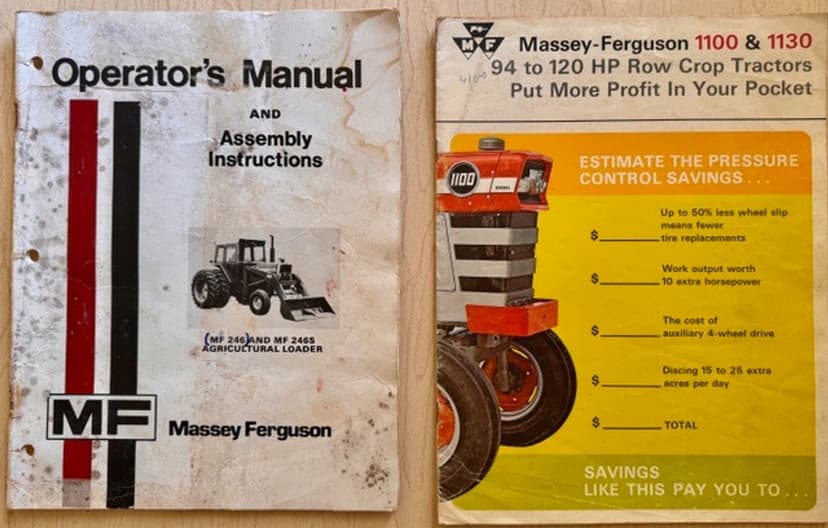 Operator's Manual
AND
Assembly
Instructions
(MF 246) AND MF 246S
AGRICULTURAL LOADER
MF
Massey Ferguson
MF
Massey-Ferguson 1100 & 1130
94 to 120 HP Row Crop Tractors
Put More Profit In Your Pocket
1100
DIESEL
ESTIMATE THE PRESSURE
CONTROL SAVINGS . . .
Up to 50% less wheel slip
means fewer
$ tire replacements
Work output worth
$ 10 extra horsepower
The cost of
$ auxiliary 4-wheel drive
Discing 15 to 25 extra
$ acres per day
$ TOTAL
SAVINGS
LIKE THIS PAY YOU TO . . .